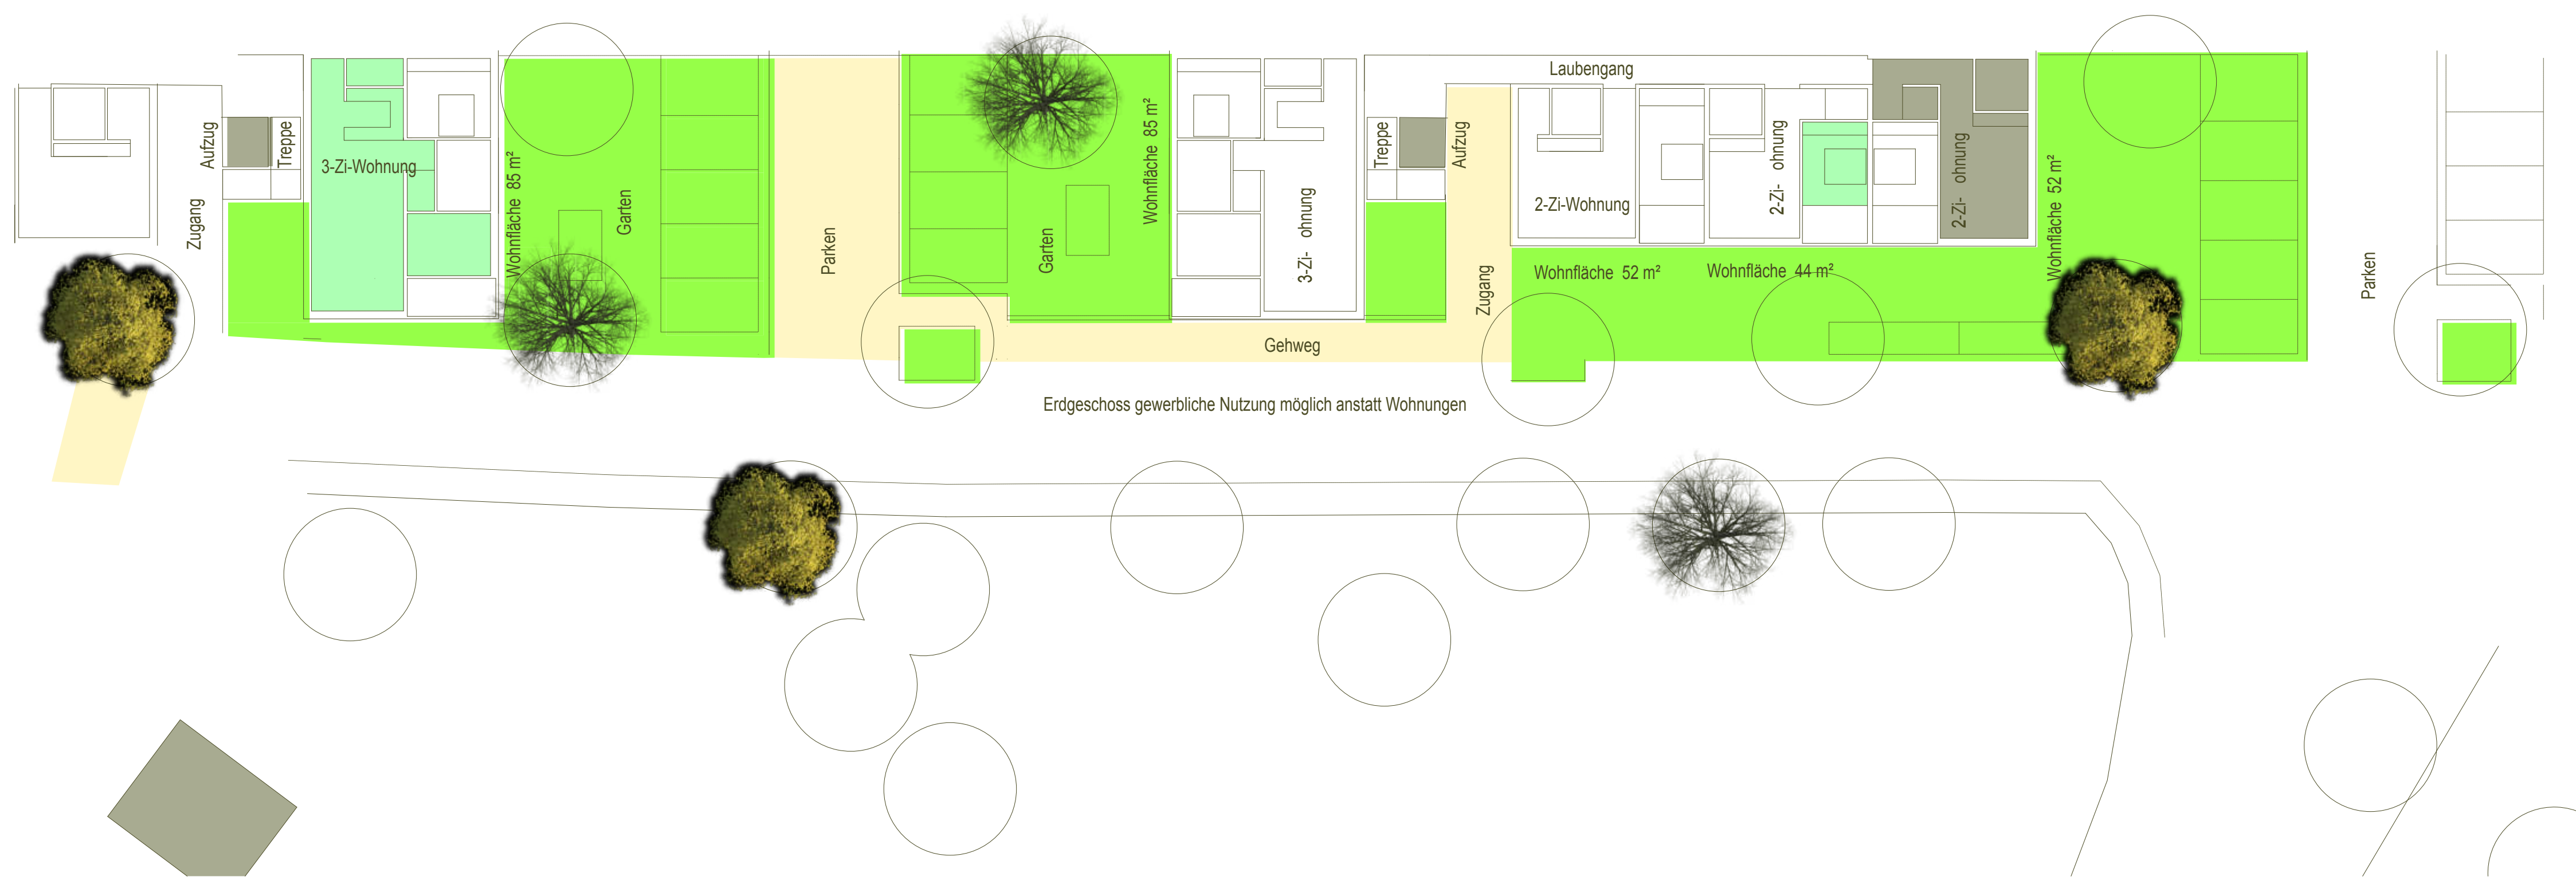 Aufzug
Treppe
Zugang
3-Zi-Wohnung
Wohnfläche 85 m²
Garten
Parken
Garten
Wohnfläche 85 m²
3-Zi- ohnung
Treppe
Aufzug
Zugang
Gehweg
Laubengang
2-Zi-Wohnung
2-Zi- ohnung
2-Zi- ohnung
Wohnfläche 52 m²
Wohnfläche 44 m²
Wohnfläche 52 m²
Parken
Erdgeschoss gewerbliche Nutzung möglich anstatt Wohnungen